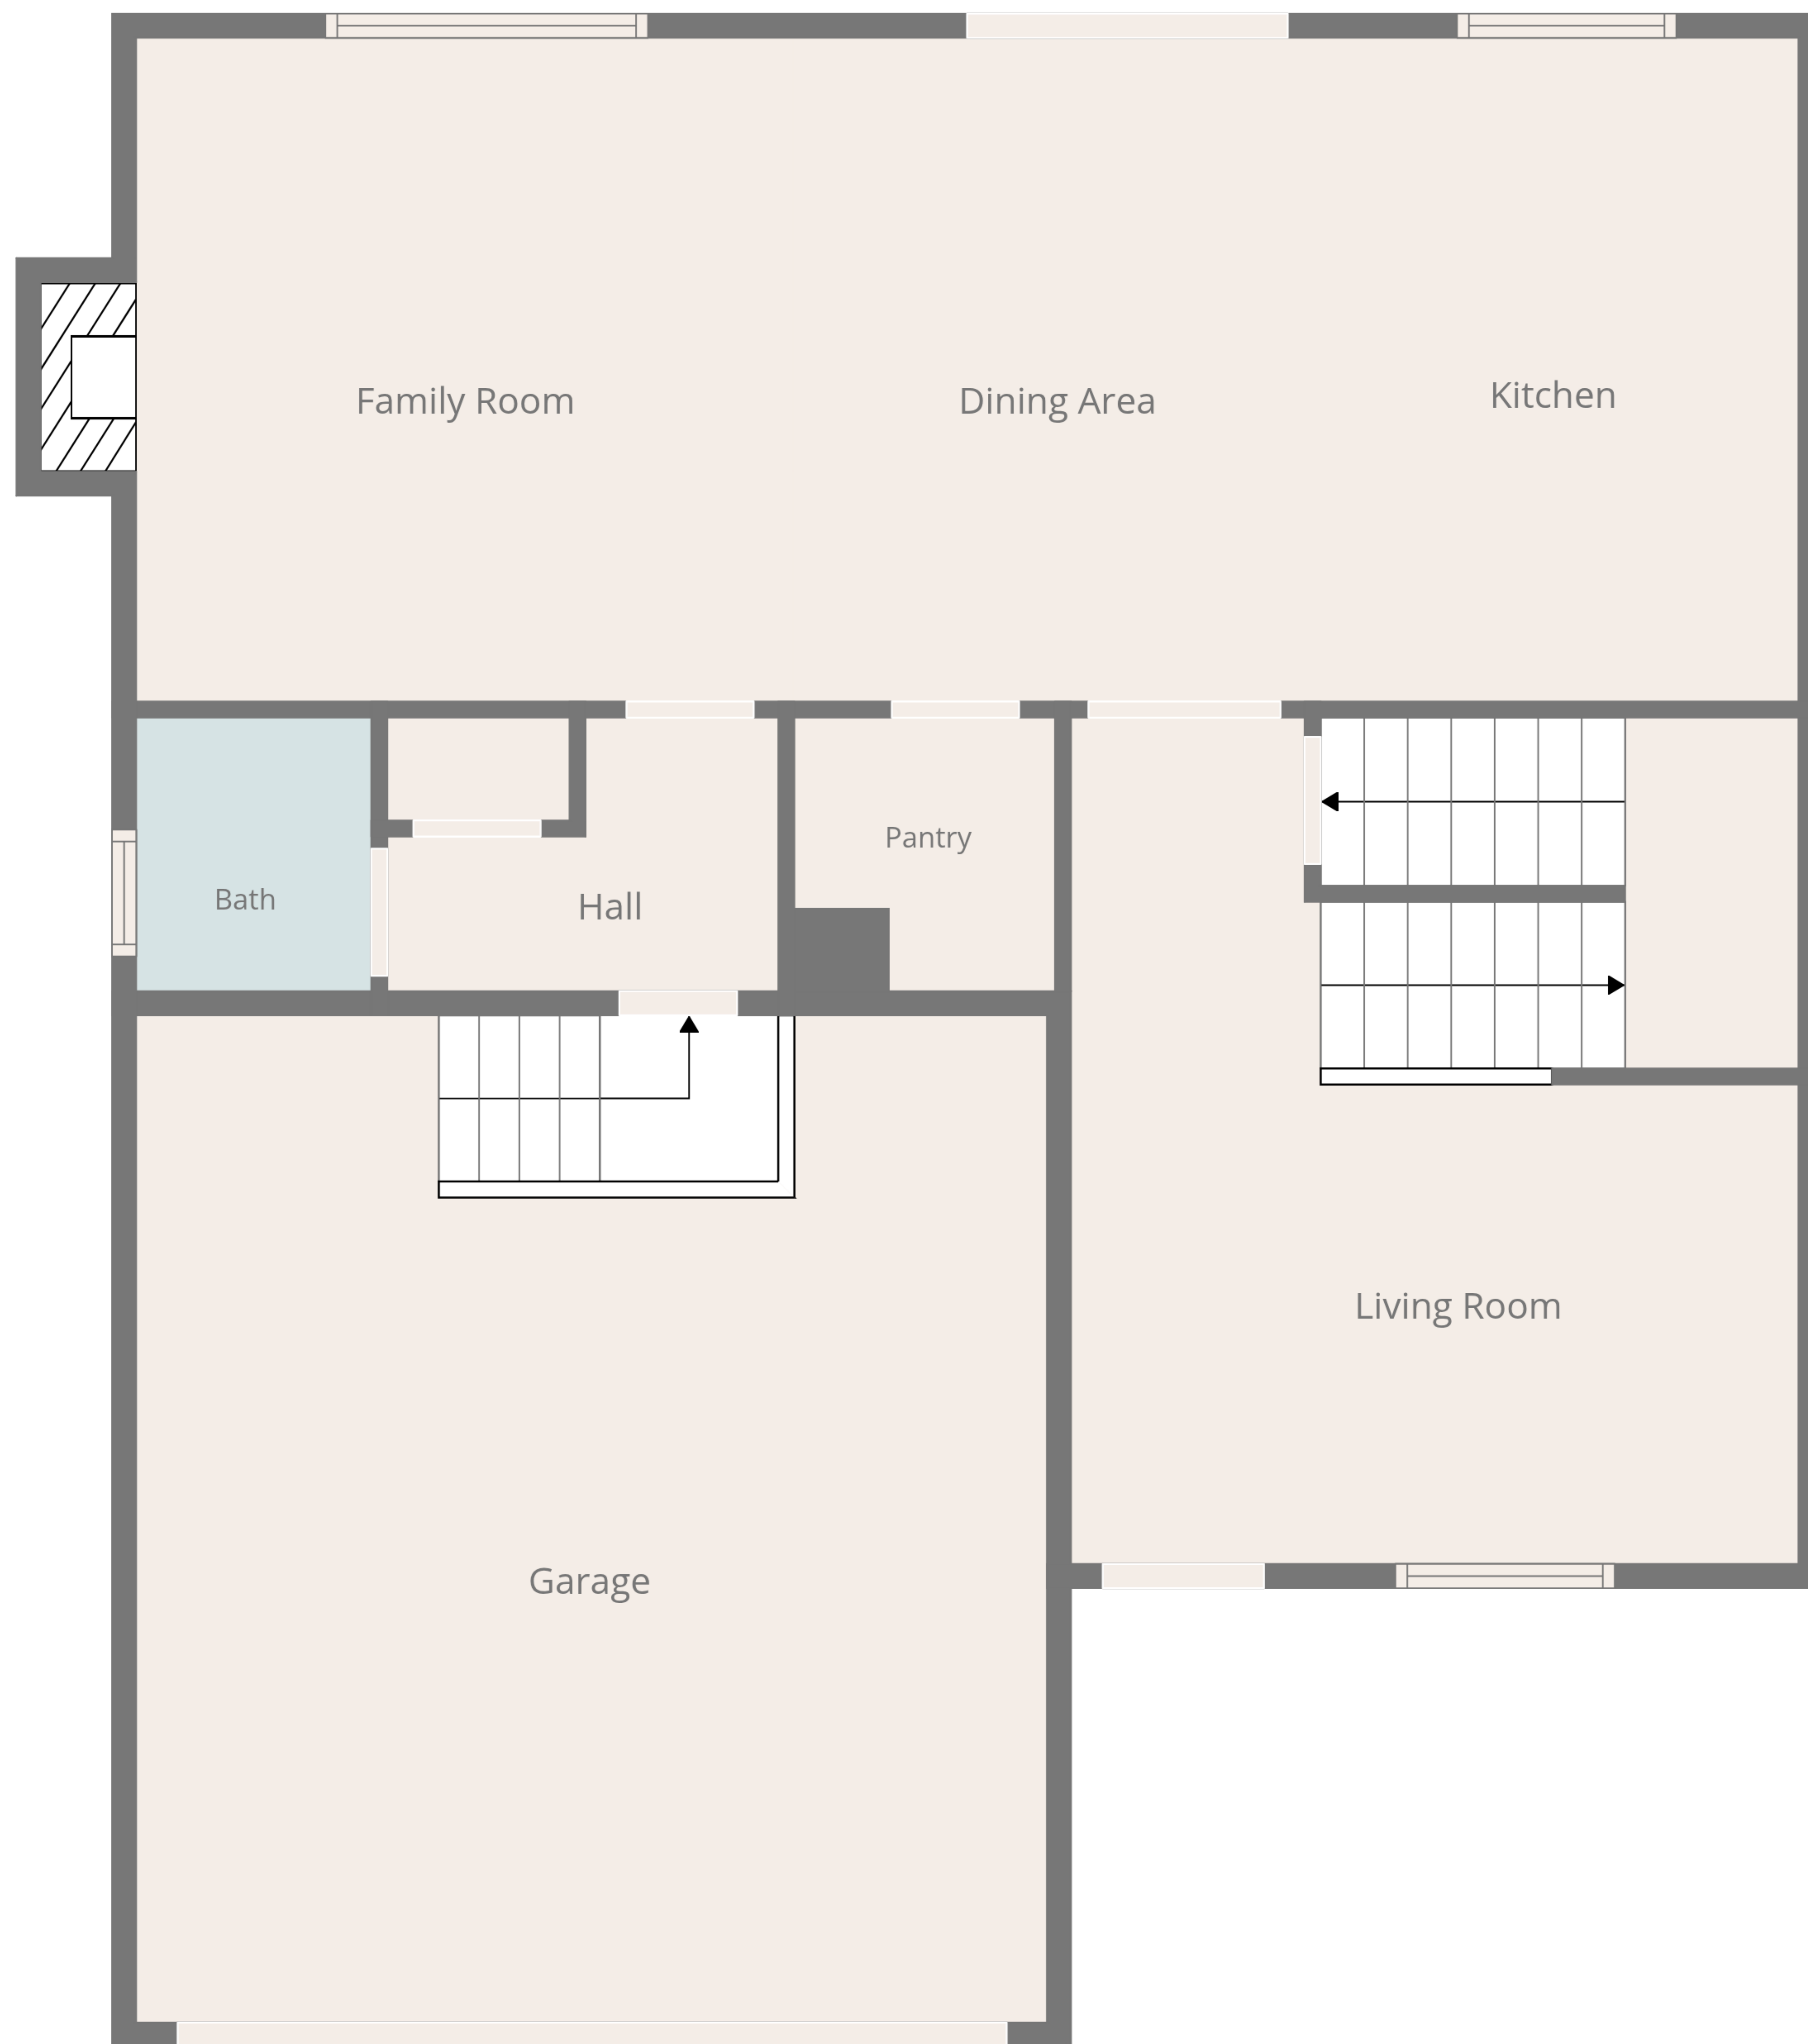 Family Room
Dining Area
Kitchen
Pantry
Bath
Hall
Living Room
Garage